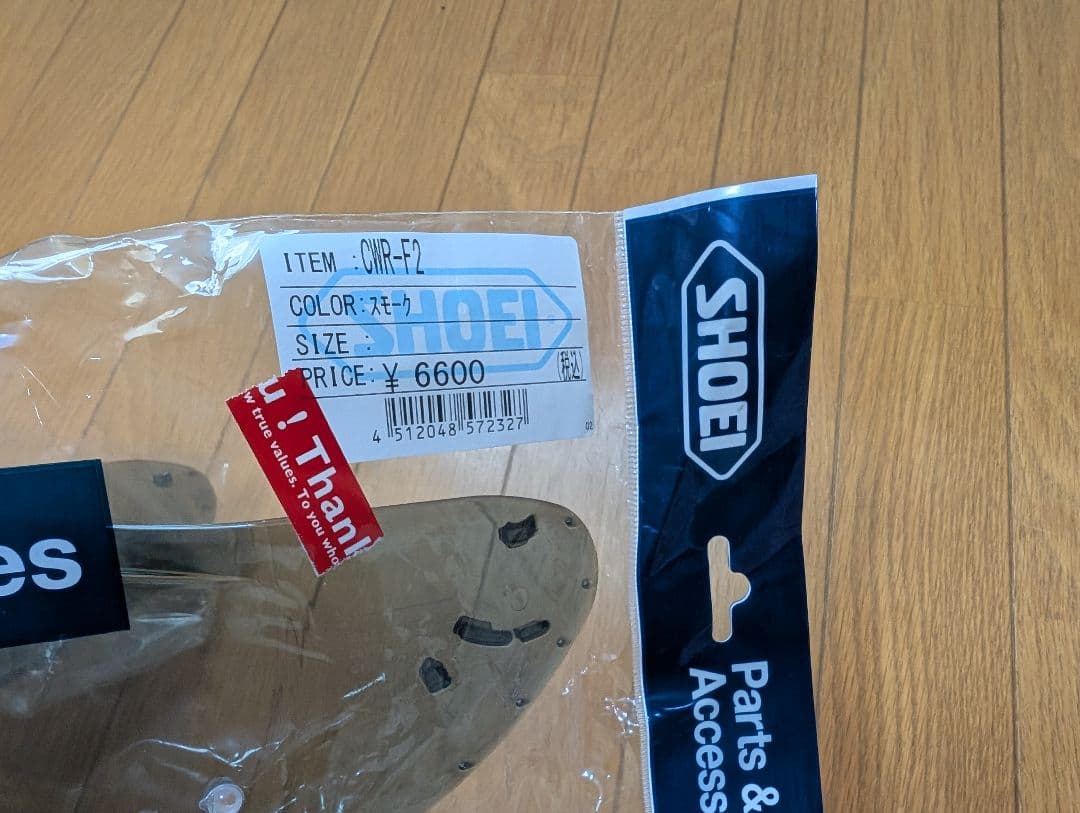 ITEM :CWR-F2
COLOR:スモーク
SHOEI
SIZE :
PRICE:¥ 6600 (税込)
4 512048 572327
02
u ! Thank
w true values. To you who
es
SHOEI
Parts &
Access